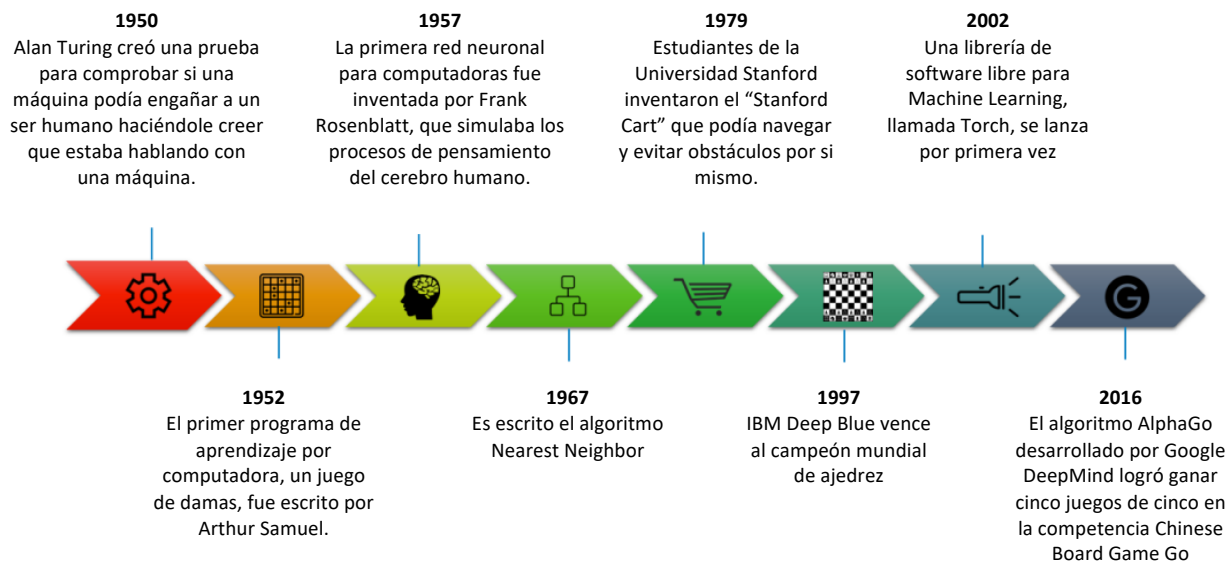 1950
Alan Turing creó una prueba
para comprobar si una
máquina podía engañar a un
ser humano haciéndole creer
que estaba hablando con
una máquina.
1957
La primera red neuronal
para computadoras fue
inventada por Frank
Rosenblatt, que simulaba los
procesos de pensamiento
del cerebro humano.
1979
Estudiantes de la
Universidad Stanford
inventaron el “Stanford
Cart” que podía navegar
y evitar obstáculos por si
mismo.
2002
Una librería de
software libre para
Machine Learning,
llamada Torch, se lanza
por primera vez
G
1952
El primer programa de
aprendizaje por
computadora, un juego
de damas, fue escrito por
Arthur Samuel.
1967
Es escrito el algoritmo
Nearest Neighbor
1997
IBM Deep Blue vence
al campeón mundial
de ajedrez
2016
El algoritmo AlphaGo
desarrollado por Google
DeepMind logró ganar
cinco juegos de cinco en
la competencia Chinese
Board Game Go